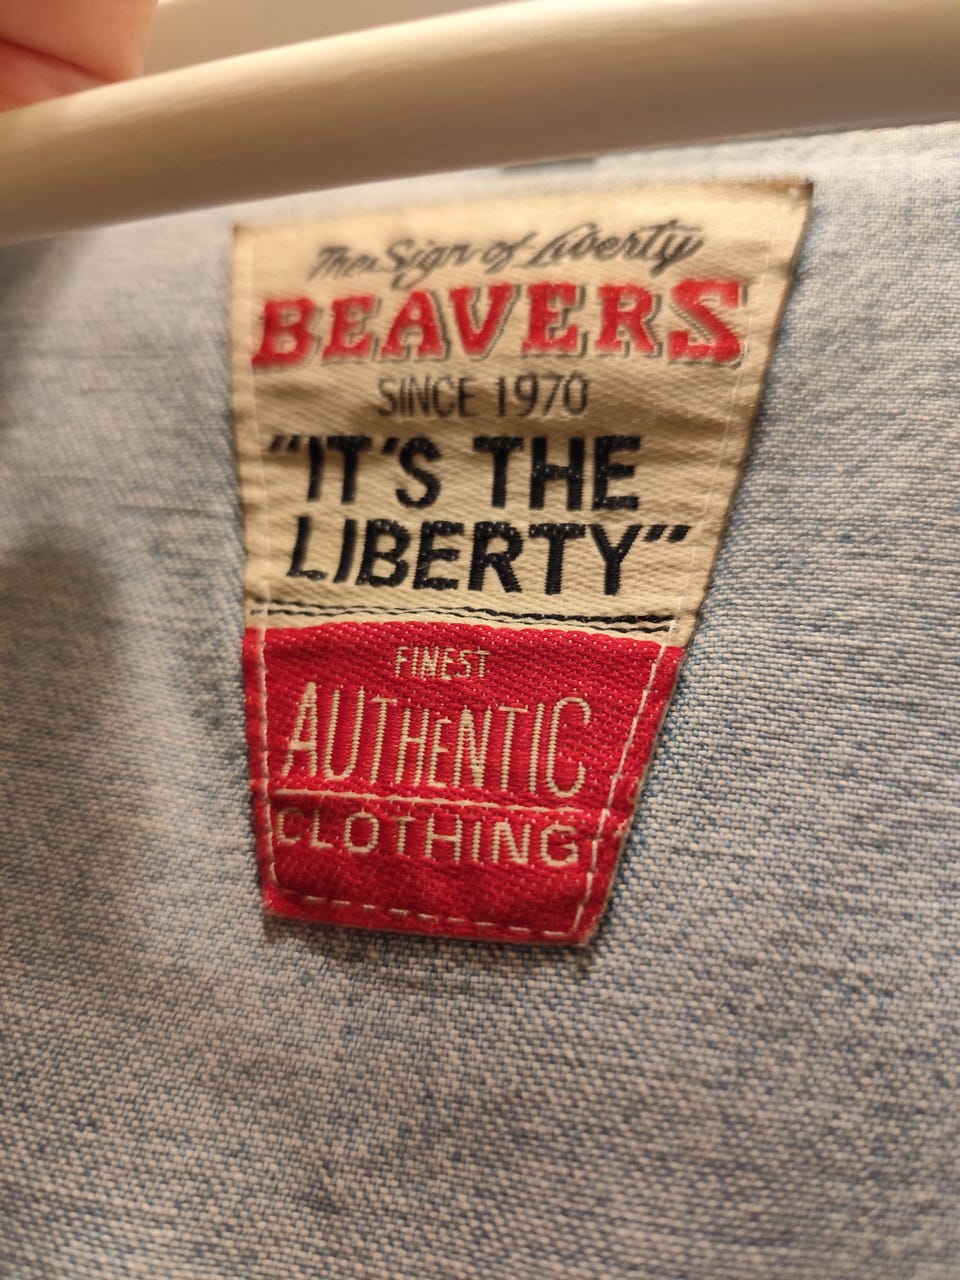 The Sign of Liberty
BEAVERS
SINCE 1970
"IT'S THE
LIBERTY"
FINEST
AUTHENTIC
CLOTHING